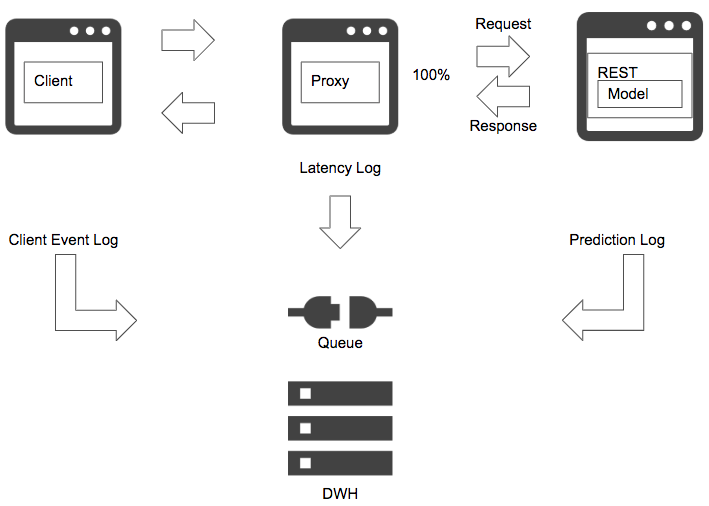 Client
Proxy
100%
Request
Response
REST
Model
Latency Log
Client Event Log
Prediction Log
Queue
DWH